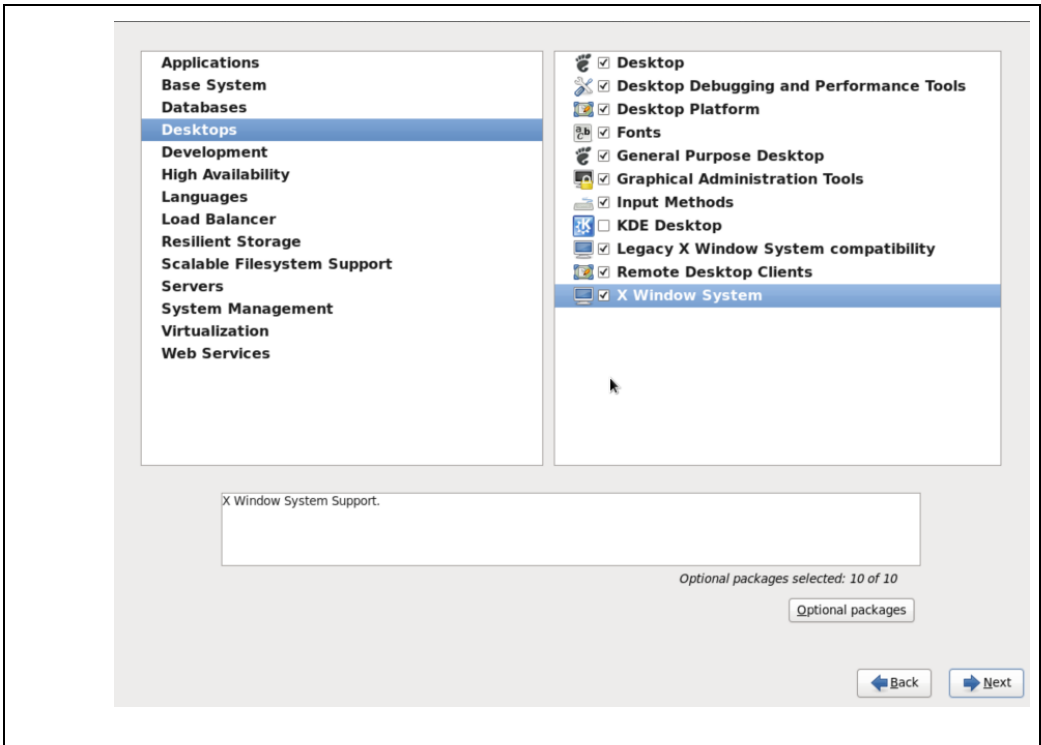 Applications
Base System
Databases
Desktops
Development
High Availability
Languages
Load Balancer
Resilient Storage
Scalable Filesystem Support
Servers
System Management
Virtualization
Web Services
Desktop
Desktop Debugging and Performance Tools
Desktop Platform
Fonts
General Purpose Desktop
Graphical Administration Tools
Input Methods
KDE Desktop
Legacy X Window System compatibility
Remote Desktop Clients
X Window System
X Window System Support.
Optional packages selected: 10 of 10
Optional packages
Back
Next